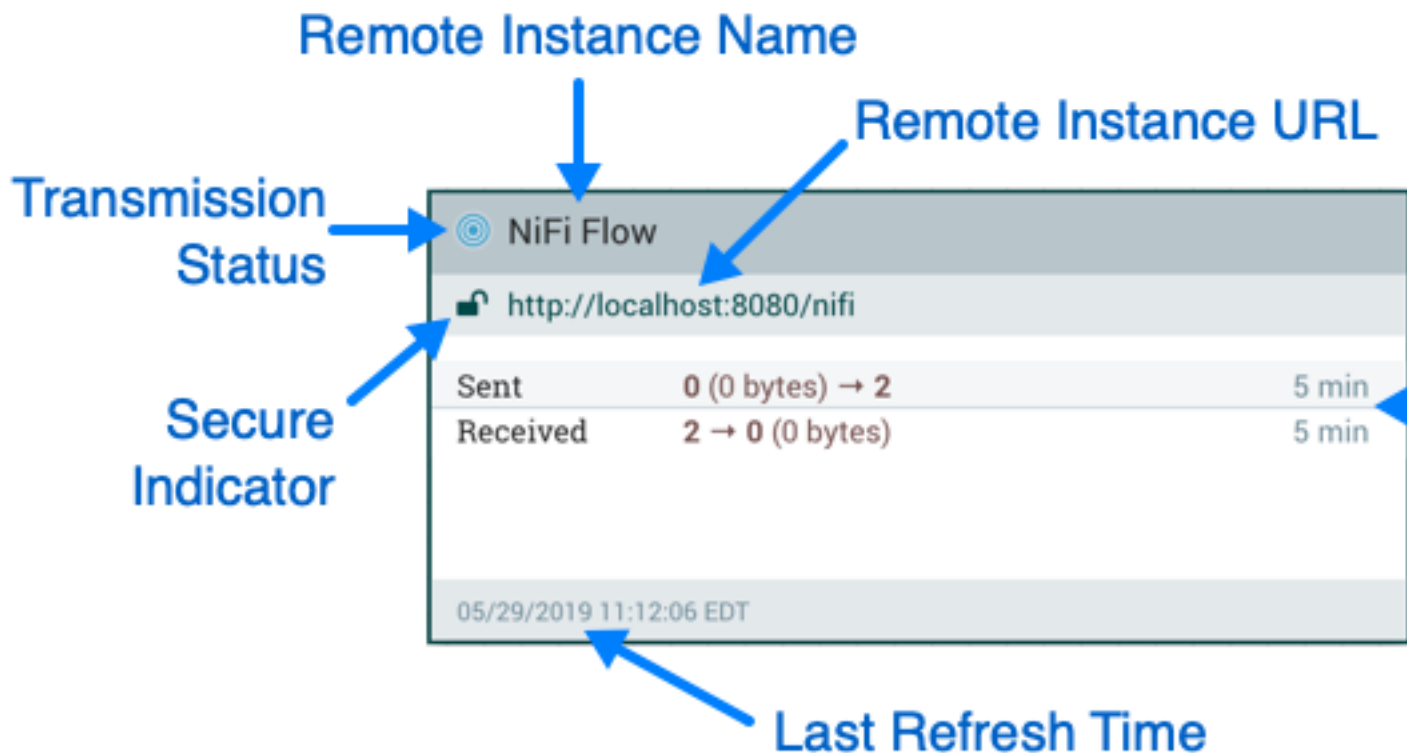 Remote Instance Name
Remote Instance URL
Transmission
Status
NiFi Flow
http://localhost:8080/nifi
Secure
Indicator
Sent 0 (0 bytes) → 2 5 min
Received 2 → 0 (0 bytes) 5 min
05/29/2019 11:12:06 EDT
Last Refresh Time